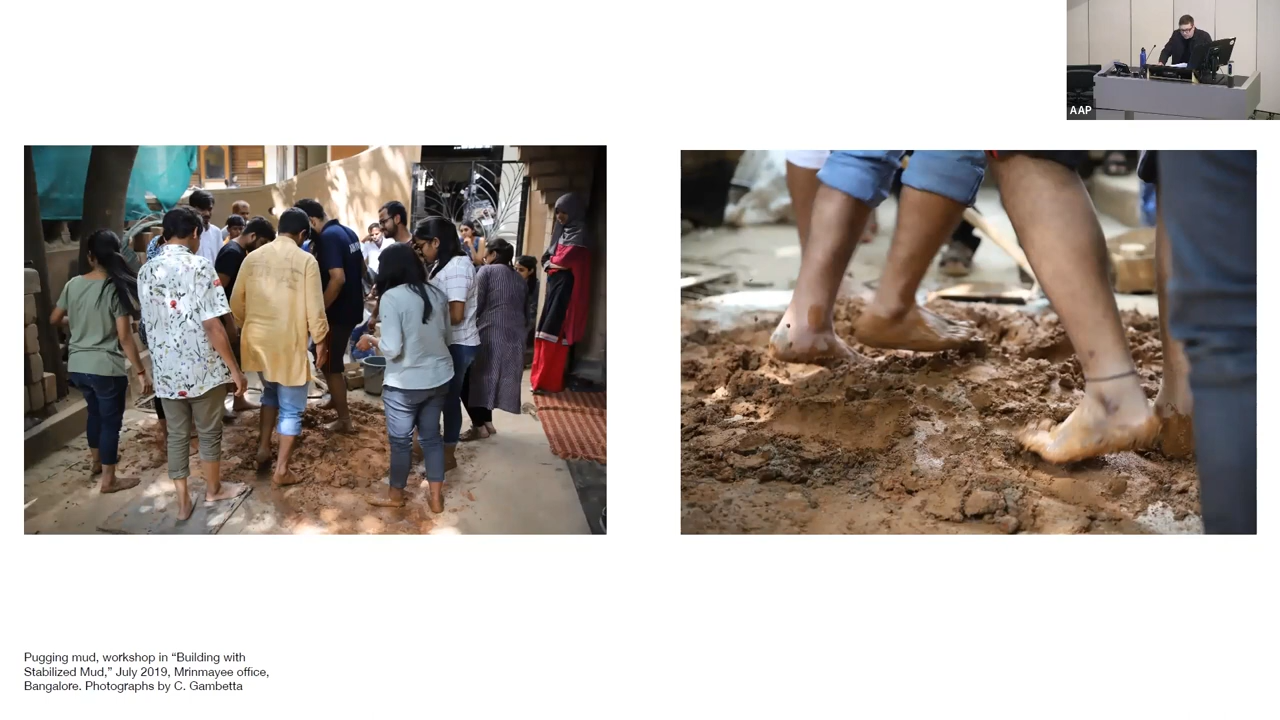 AAP
Pugging mud, workshop in “Building with
Stabilized Mud,” July 2019, Mrinmayee office,
Bangalore. Photographs by C. Gambetta